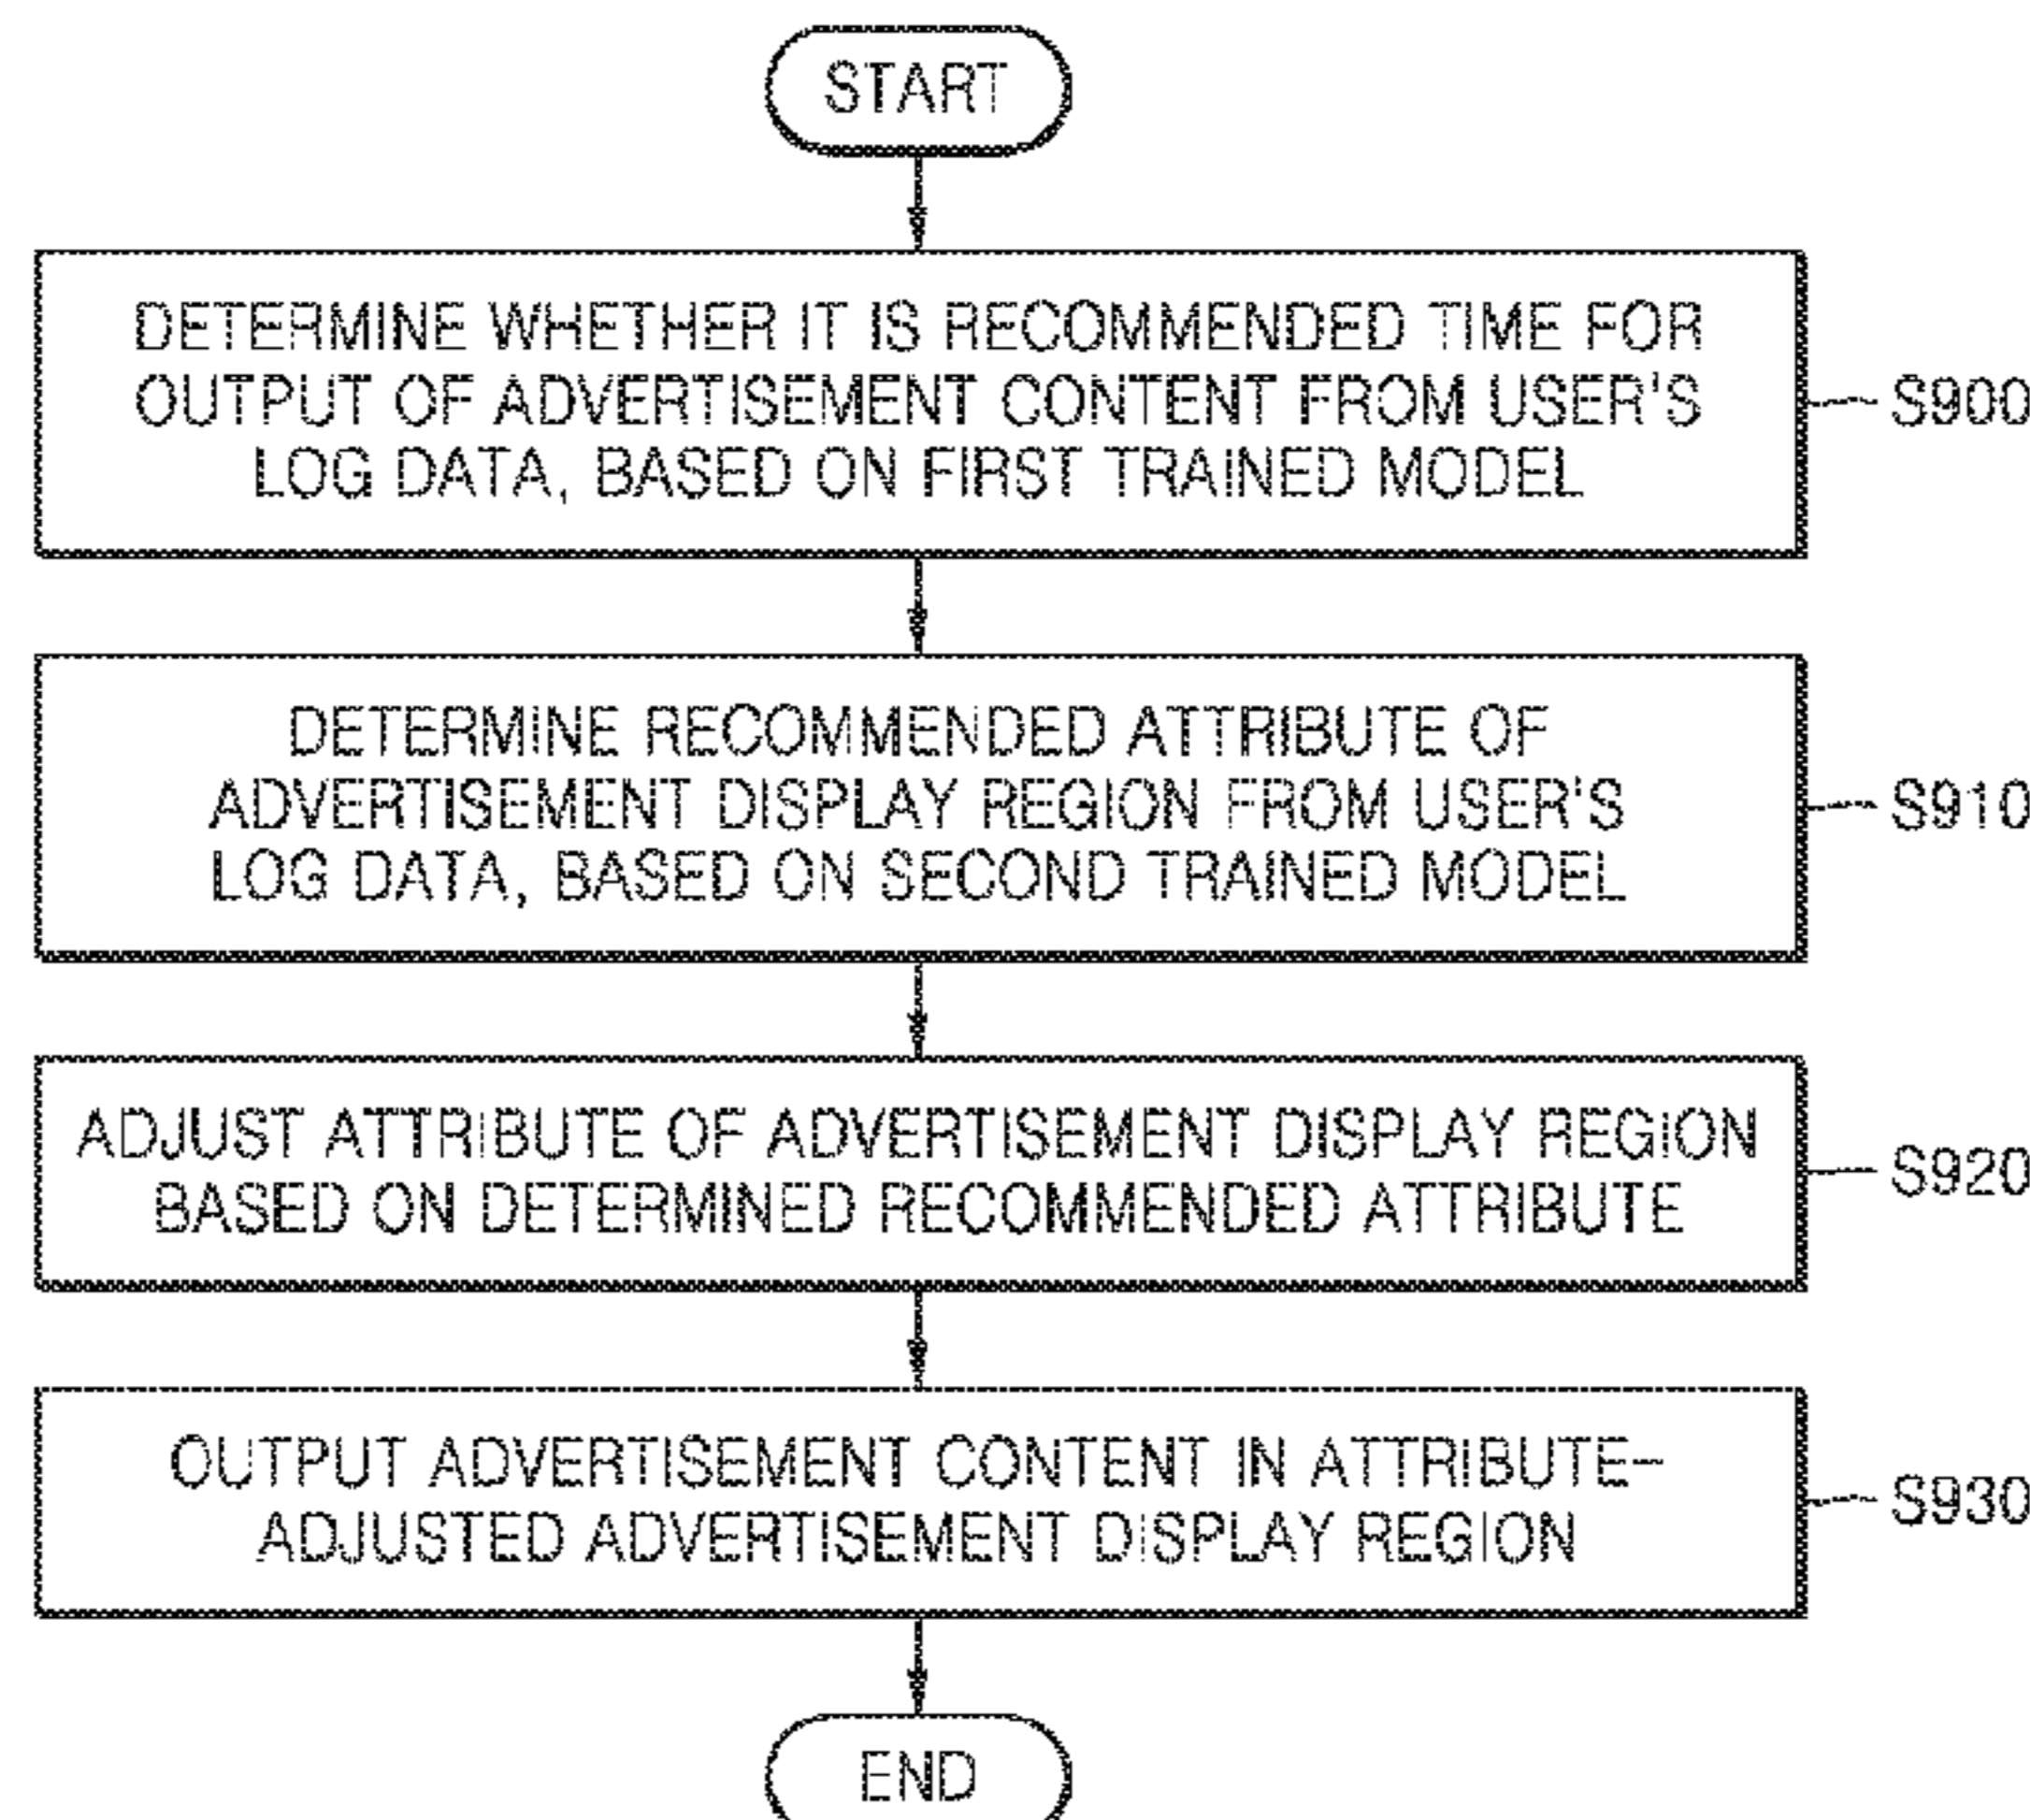 START
DETERMINE WHETHER IT IS RECOMMENDED TIME FOR
OUTPUT OF ADVERTISEMENT CONTENT FROM USER'S
LOG DATA, BASED ON FIRST TRAINED MODEL
S900
DETERMINE RECOMMENDED ATTRIBUTE OF
ADVERTISEMENT DISPLAY REGION FROM USER'S
LOG DATA, BASED ON SECOND TRAINED MODEL
S910
ADJUST ATTRIBUTE OF ADVERTISEMENT DISPLAY REGION
BASED ON DETERMINED RECOMMENDED ATTRIBUTE
S920
OUTPUT ADVERTISEMENT CONTENT IN ATTRIBUTE-
ADJUSTED ADVERTISEMENT DISPLAY REGION
S930
END